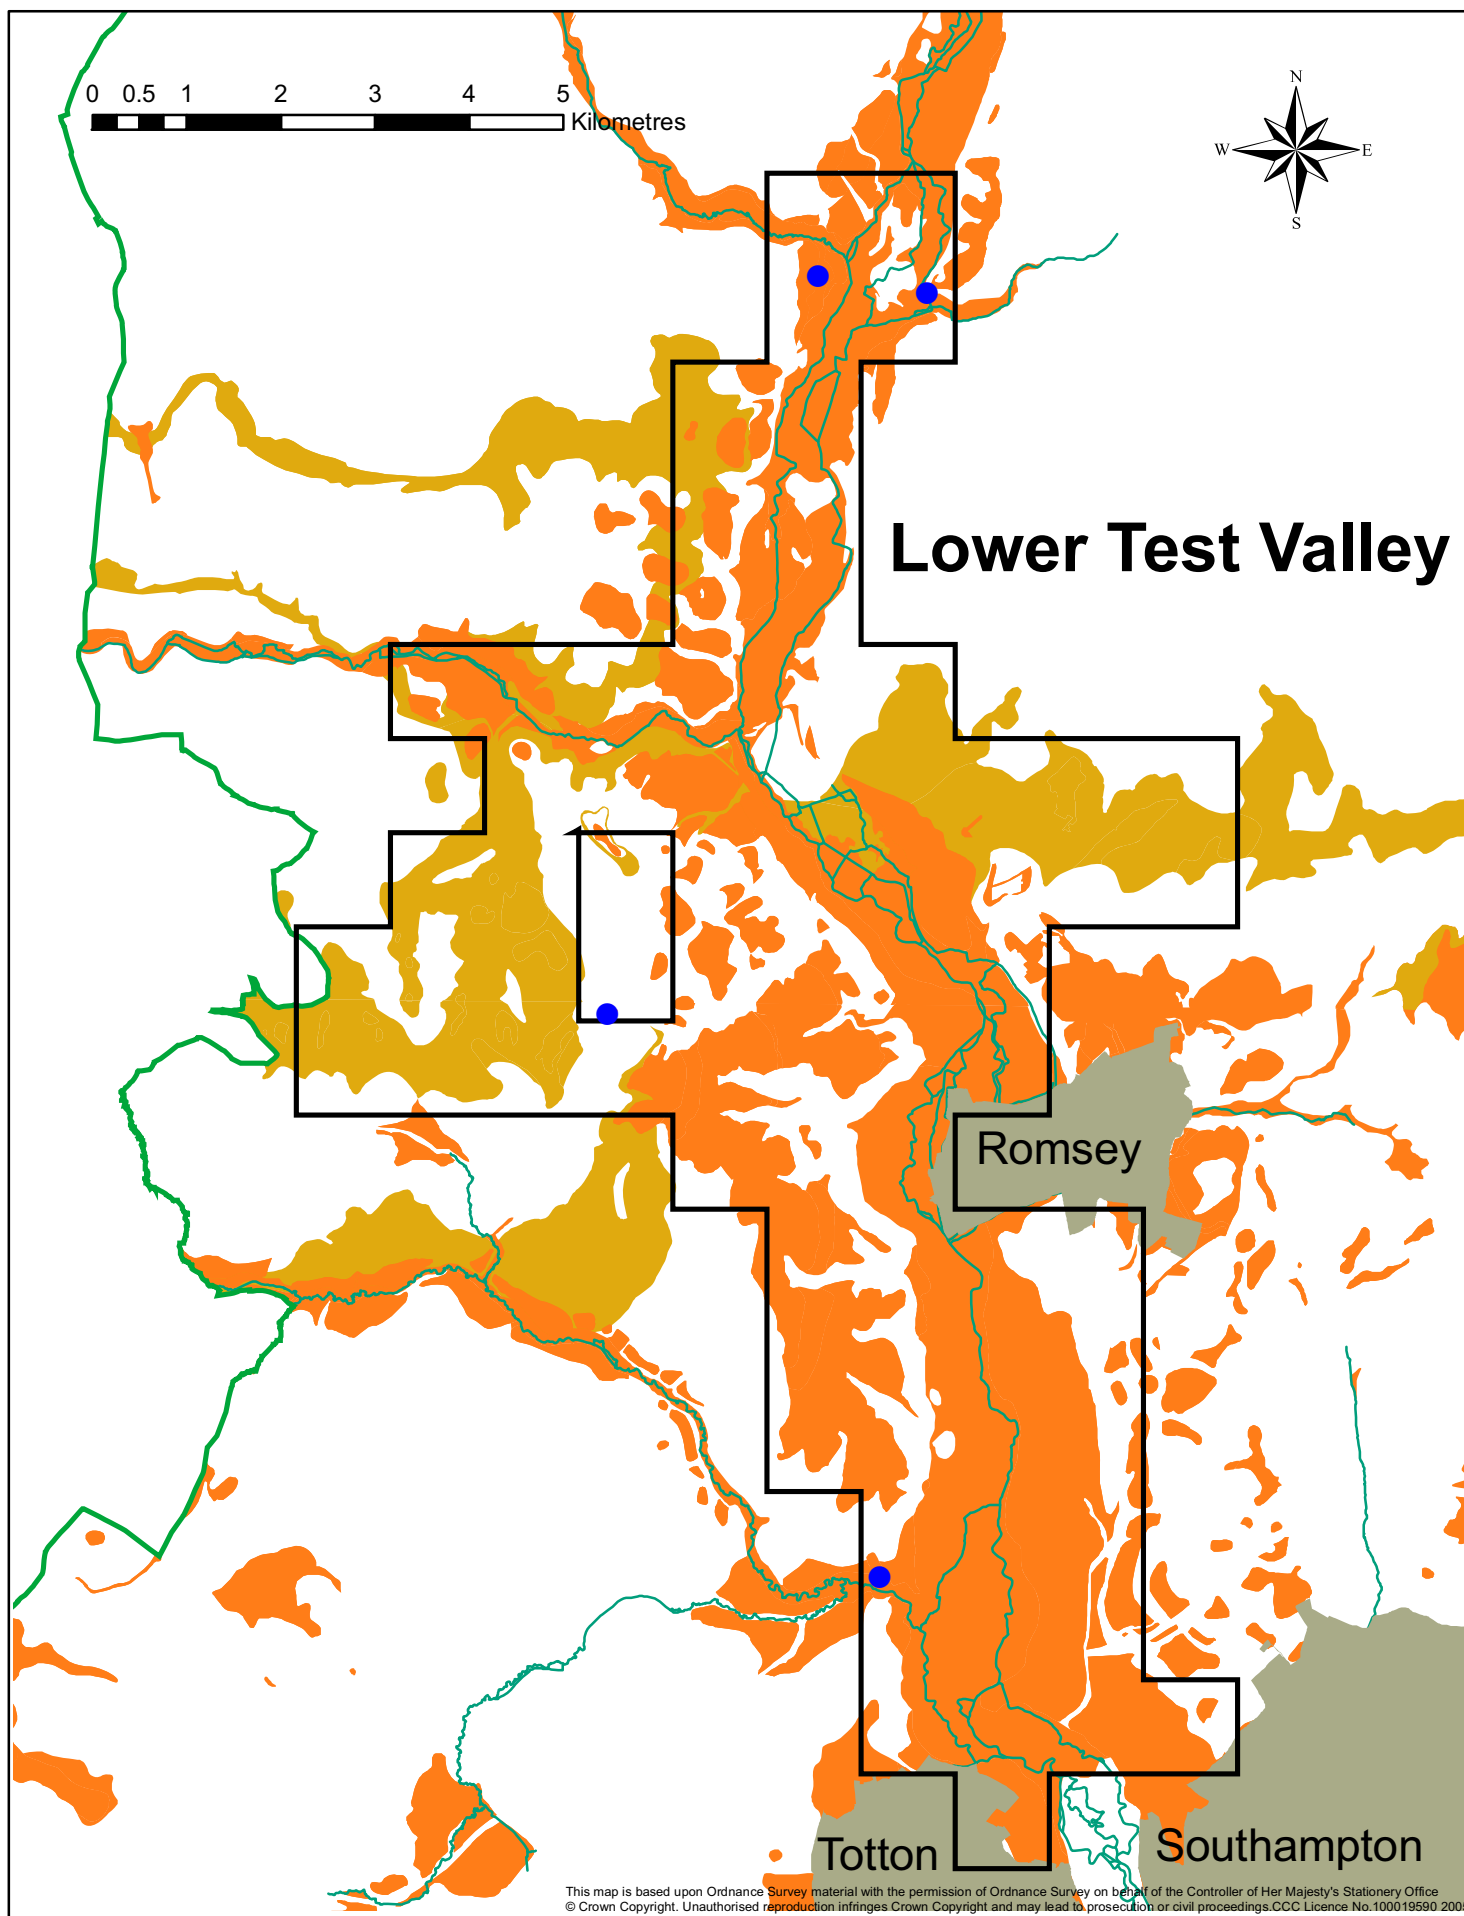 0 0.5 1 2 3 4 5
Kilometres
N
W E
S
Lower Test Valley
Romsey
Totton
Southampton
This map is based upon Ordnance Survey material with the permission of Ordnance Survey on behalf of the Controller of Her Majesty's Stationery Office
© Crown Copyright. Unauthorised reproduction infringes Crown Copyright and may lead to prosecution or civil proceedings.CCC Licence No.100019590 2005